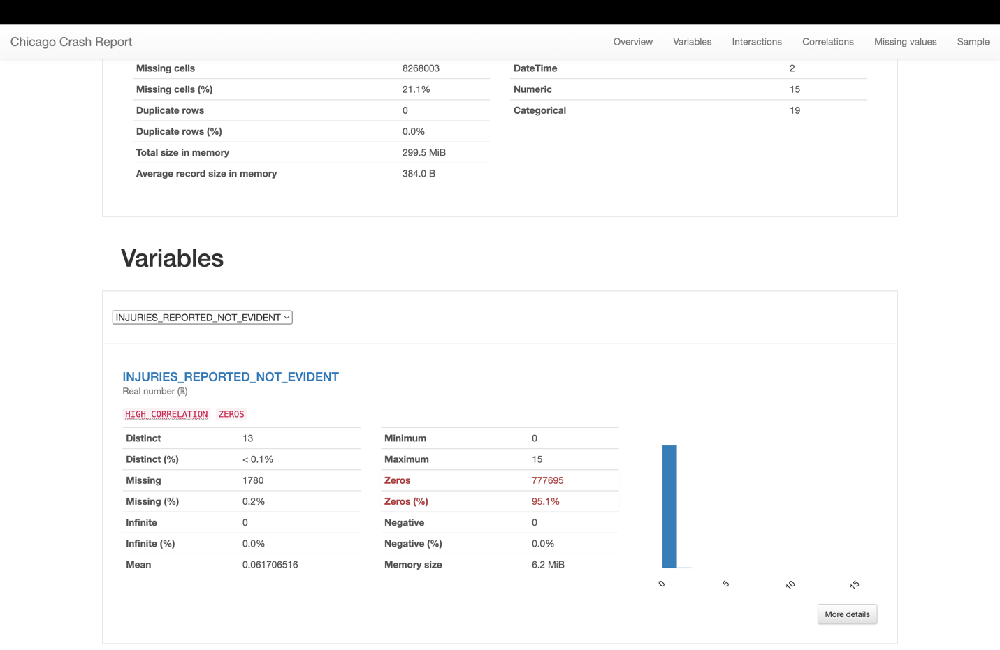 Chicago Crash Report
Overview Variables Interactions Correlations Missing values Sample
Missing cells 8268003
Missing cells (%) 21.1%
Duplicate rows 0
Duplicate rows (%) 0.0%
Total size in memory 299.5 MiB
Average record size in memory 384.0 B
DateTime 2
Numeric 15
Categorical 19
Variables
INJURIES_REPORTED_NOT_EVIDENT
INJURIES_REPORTED_NOT_EVIDENT
Real number (ℝ)
HIGH CORRELATION ZEROS
Distinct 13
Distinct (%) < 0.1%
Missing 1780
Missing (%) 0.2%
Infinite 0
Infinite (%) 0.0%
Mean 0.061706516
Minimum 0
Maximum 15
Zeros 777695
Zeros (%) 95.1%
Negative 0
Negative (%) 0.0%
Memory size 6.2 MiB
0 5 10 15
More details